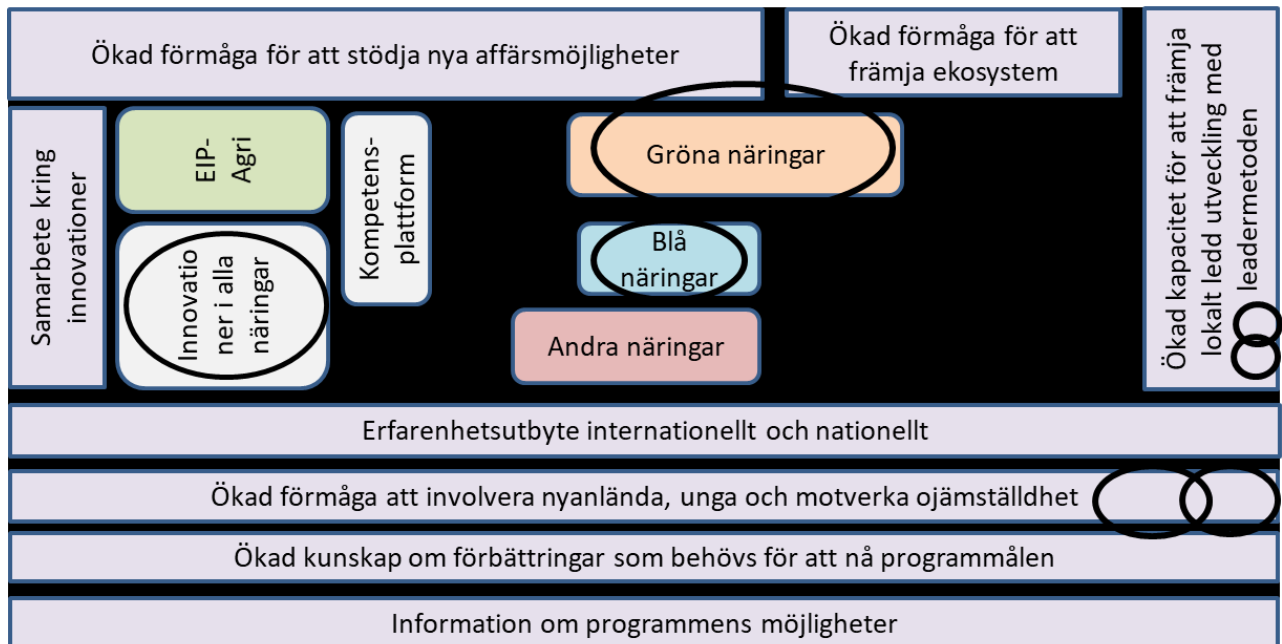 Ökad förmåga för att stödja nya affärsmöjligheter
Ökad förmåga för att
främja ekosystem
Ökad kapacitet för att främja
lokalt ledd utveckling med
leadermetoden
Samarbete kring
innovationer
EIP-
Agri
Kompetens-
plattform
Gröna näringar
Innovatio
ner i alla
näringar
Blå
näringar
Andra näringar
Erfarenhetsutbyte internationellt och nationellt
Ökad förmåga att involvera nyanlända, unga och motverka ojämställdhet
Ökad kunskap om förbättringar som behövs för att nå programmålen
Information om programmens möjligheter